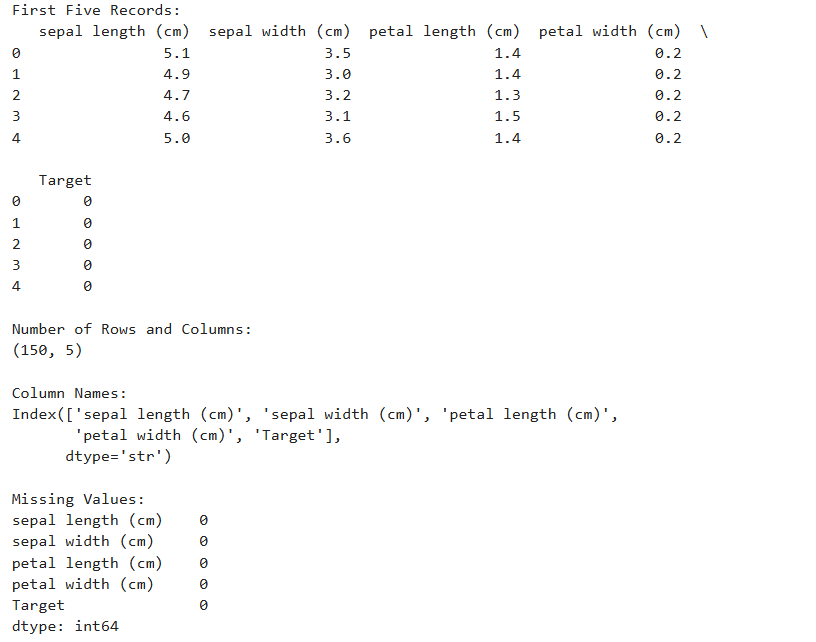 First Five Records:
   sepal length (cm)  sepal width (cm)  petal length (cm)  petal width (cm)  \
0                5.1               3.5                1.4               0.2
1                4.9               3.0                1.4               0.2
2                4.7               3.2                1.3               0.2
3                4.6               3.1                1.5               0.2
4                5.0               3.6                1.4               0.2

   Target
0       0
1       0
2       0
3       0
4       0

Number of Rows and Columns:
(150, 5)

Column Names:
Index(['sepal length (cm)', 'sepal width (cm)', 'petal length (cm)',
       'petal width (cm)', 'Target'],
      dtype='str')

Missing Values:
sepal length (cm)    0
sepal width (cm)     0
petal length (cm)    0
petal width (cm)     0
Target               0
dtype: int64